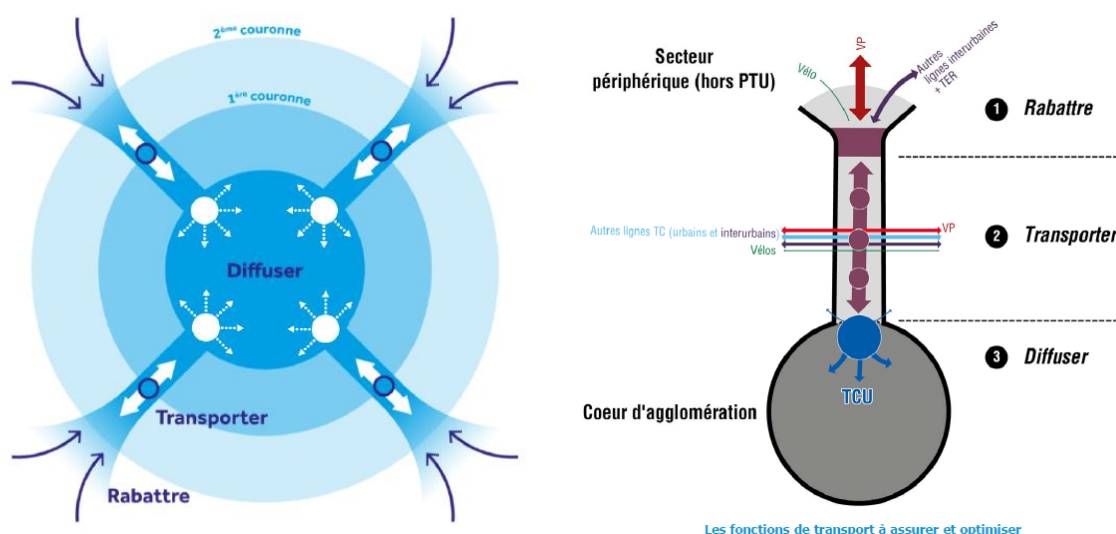 2ème couronne
1ère couronne
Diffuser
Transporter
Rabattre
Secteur
périphérique (hors PTU)
Vélo
VP
Autres
lignes interurbaines
+ TER
1 Rabattre
Autres lignes TC (urbains et interurbains)
VP
Vélos
2 Transporter
3 Diffuser
TCU
Coeur d'agglomération
Les fonctions de transport à assurer et optimiser